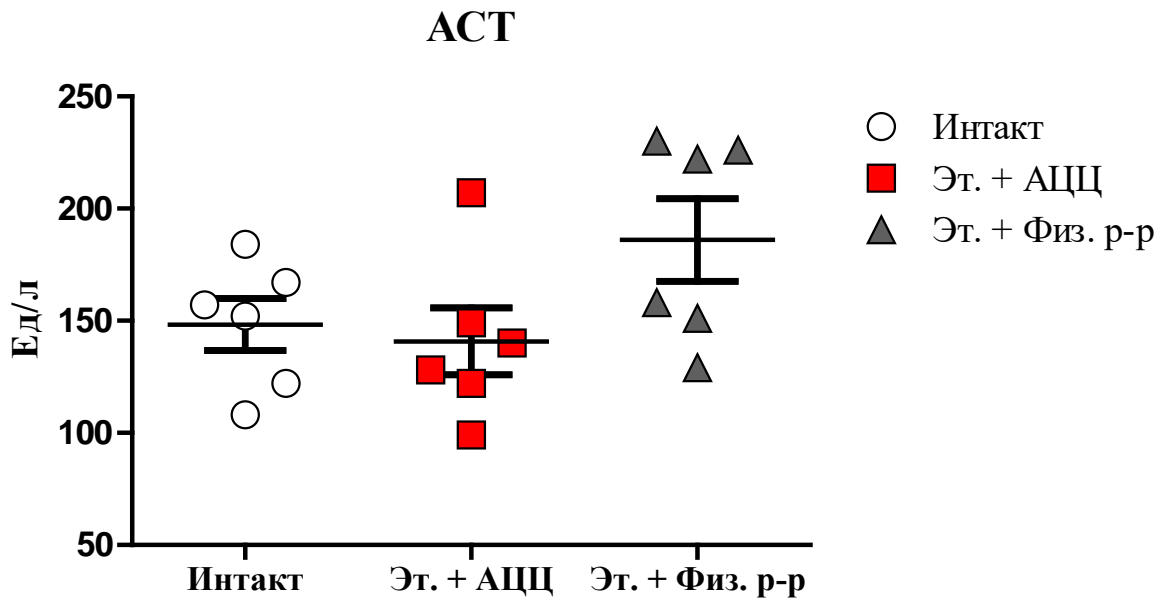 АСТ
Ед/л
250
200
150
100
50
Интакт
Эт. + АЦЦ
Эт. + Физ. р-р
Интакт
Эт. + АЦЦ
Эт. + Физ. р-р